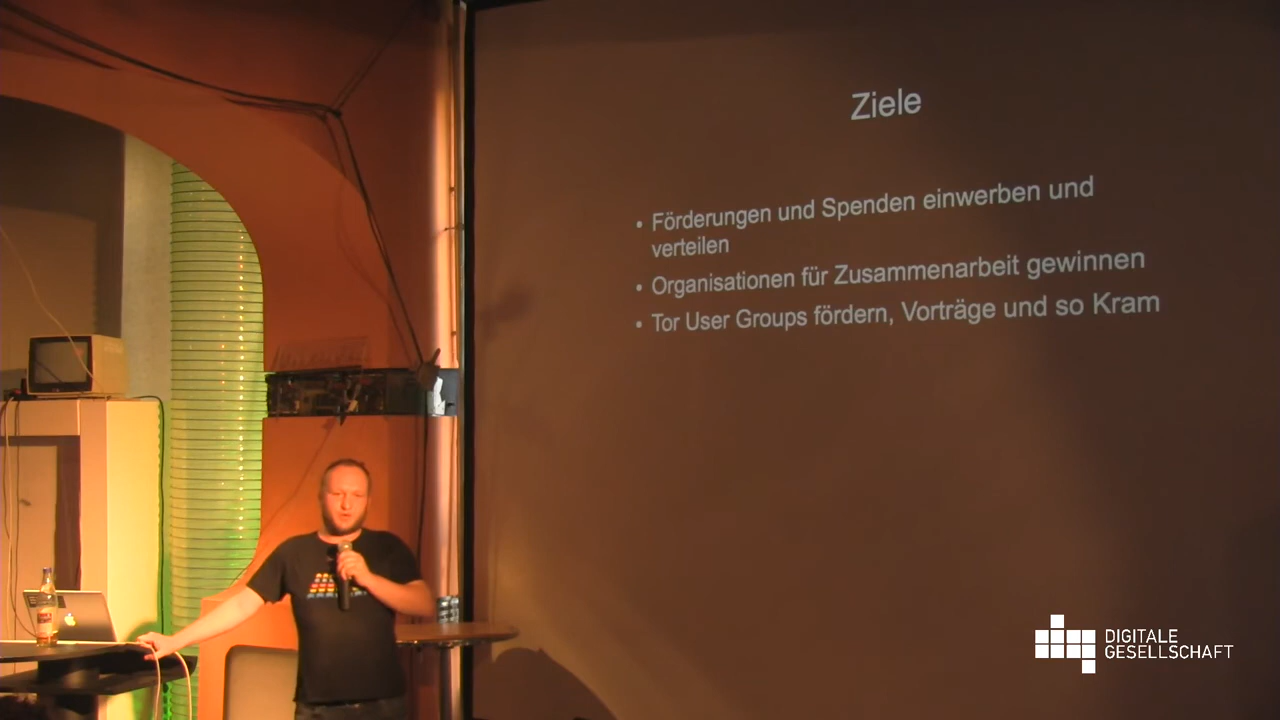 Ziele
• Förderungen und Spenden einwerben und
verteilen
• Organisationen für Zusammenarbeit gewinnen
• Tor User Groups fördern, Vorträge und so Kram
DIGITALE
GESELLSCHAFT